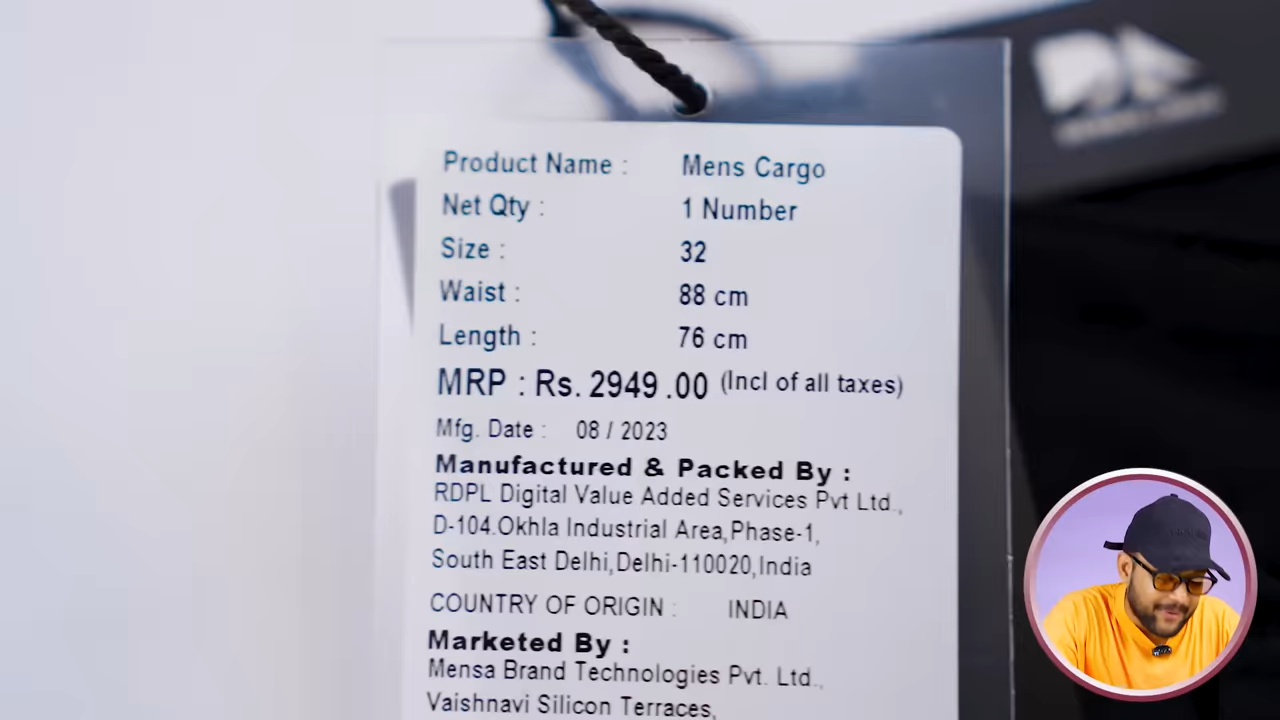 Product Name : Mens Cargo
Net Qty : 1 Number
Size : 32
Waist : 88 cm
Length : 76 cm
MRP : Rs. 2949 .00 (Incl of all taxes)
Mfg. Date : 08 / 2023
Manufactured & Packed By :
RDPL Digital Value Added Services Pvt Ltd.,
D-104.Okhla Industrial Area,Phase-1,
South East Delhi,Delhi-110020,India
COUNTRY OF ORIGIN : INDIA
Marketed By :
Mensa Brand Technologies Pvt. Ltd.,
Vaishnavi Silicon Terraces,